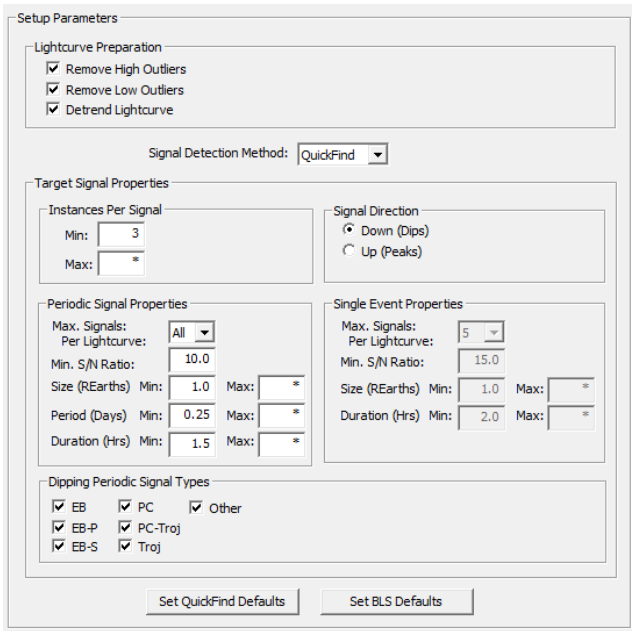 Setup Parameters
Lightcurve Preparation
Remove High Outliers
Remove Low Outliers
Detrend Lightcurve
Signal Detection Method: QuickFind
Target Signal Properties
Instances Per Signal
Min: 3
Max: *
Signal Direction
Down (Dips)
Up (Peaks)
Periodic Signal Properties
Max. Signals:
Per Lightcurve: All
Min. S/N Ratio: 10.0
Size (REarths) Min: 1.0 Max: *
Period (Days) Min: 0.25 Max: *
Duration (Hrs) Min: 1.5 Max: *
Single Event Properties
Max. Signals:
Per Lightcurve: 5
Min. S/N Ratio: 15.0
Size (REarths) Min: 1.0 Max: *
Duration (Hrs) Min: 2.0 Max: *
Dipping Periodic Signal Types
EB PC Other
EB-P PC-Troj
EB-S Troj
Set QuickFind Defaults Set BLS Defaults